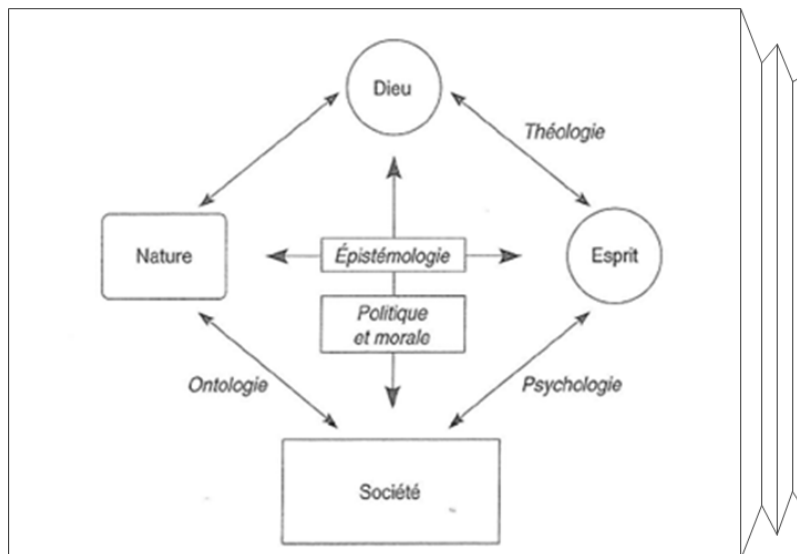 Dieu
Théologie
Nature
Épistémologie
Esprit
Politique
et morale
Ontologie
Psychologie
Société